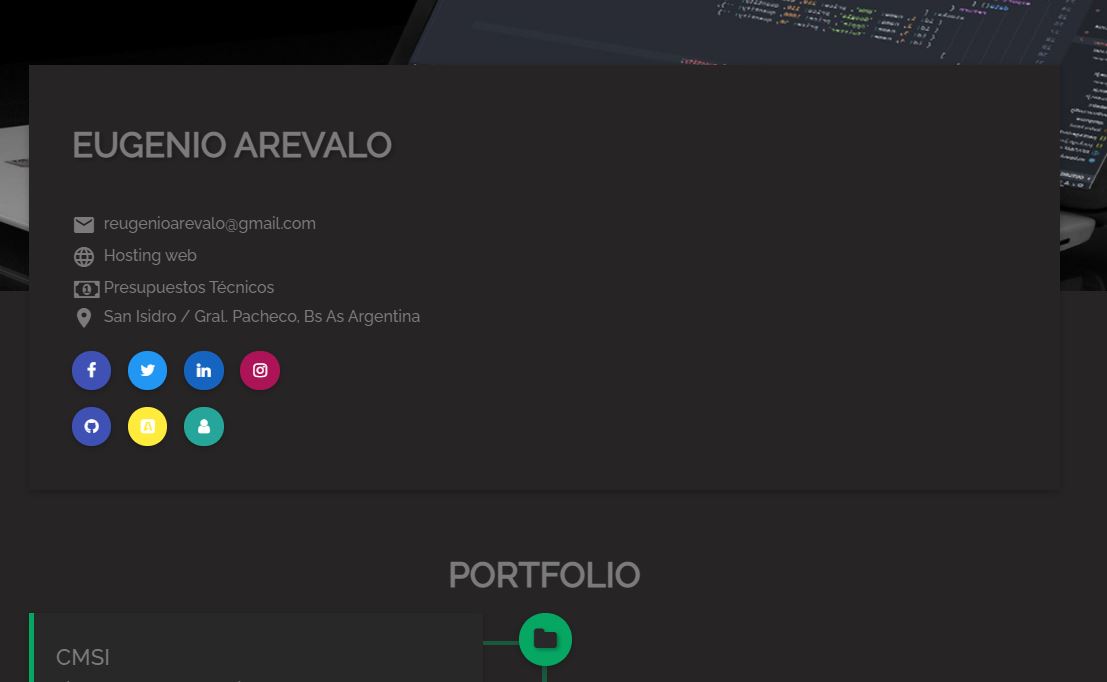 EUGENIO AREVALO
reugenioarevalo@gmail.com
Hosting web
Presupuestos Técnicos
San Isidro / Gral. Pacheco, Bs As Argentina
PORTFOLIO
CMSI